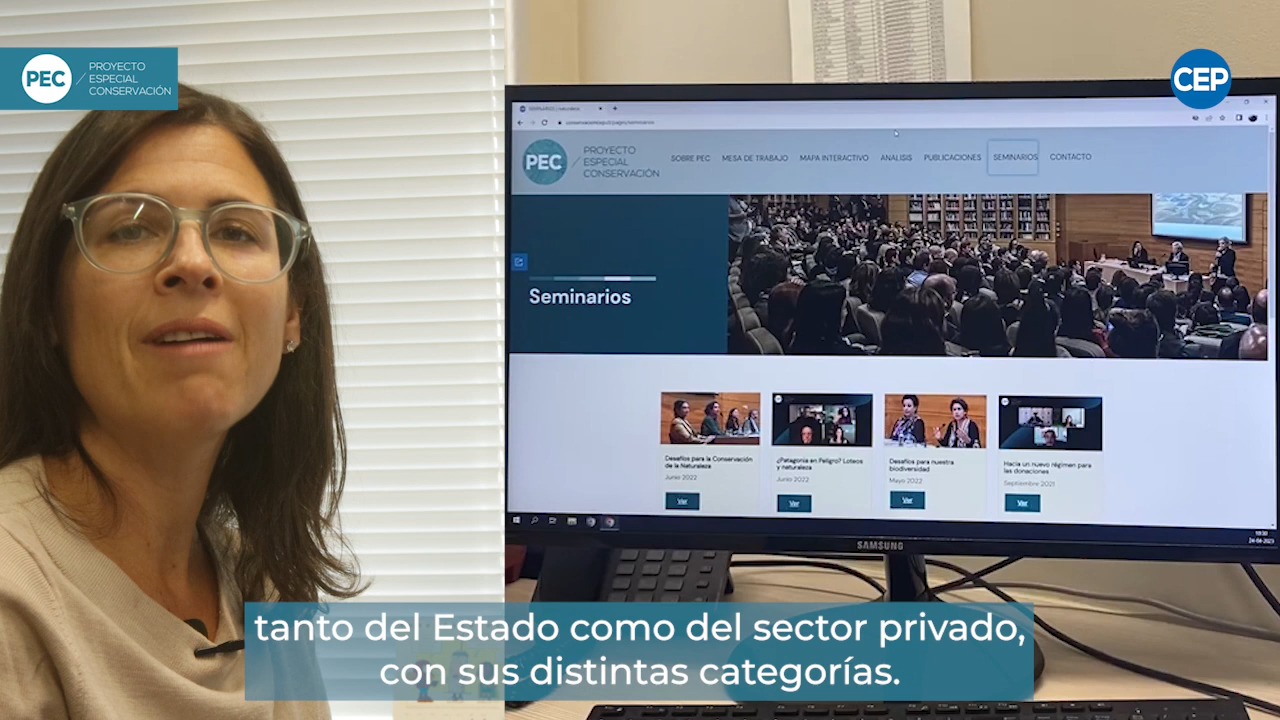 PEC
PROYECTO
ESPECIAL
CONSERVACIÓN
CEP
PEC
PROYECTO
ESPECIAL
CONSERVACIÓN
SOBRE PEC
MESA DE TRABAJO
MAPA INTERACTIVO
ANALISIS
PUBLICACIONES
SEMINARIOS
CONTACTO
Seminarios
Desafíos para la Conservación
de la Naturaleza
Junio 2022
Ver
¿Patagonia en Peligro? Loteos
y naturaleza
Junio 2022
Ver
Desafíos para nuestra
biodiversidad
Mayo 2022
Ver
Hacia un nuevo régimen para
las donaciones
Septiembre 2021
Ver
SAMSUNG
tanto del Estado como del sector privado,
con sus distintas categorías.